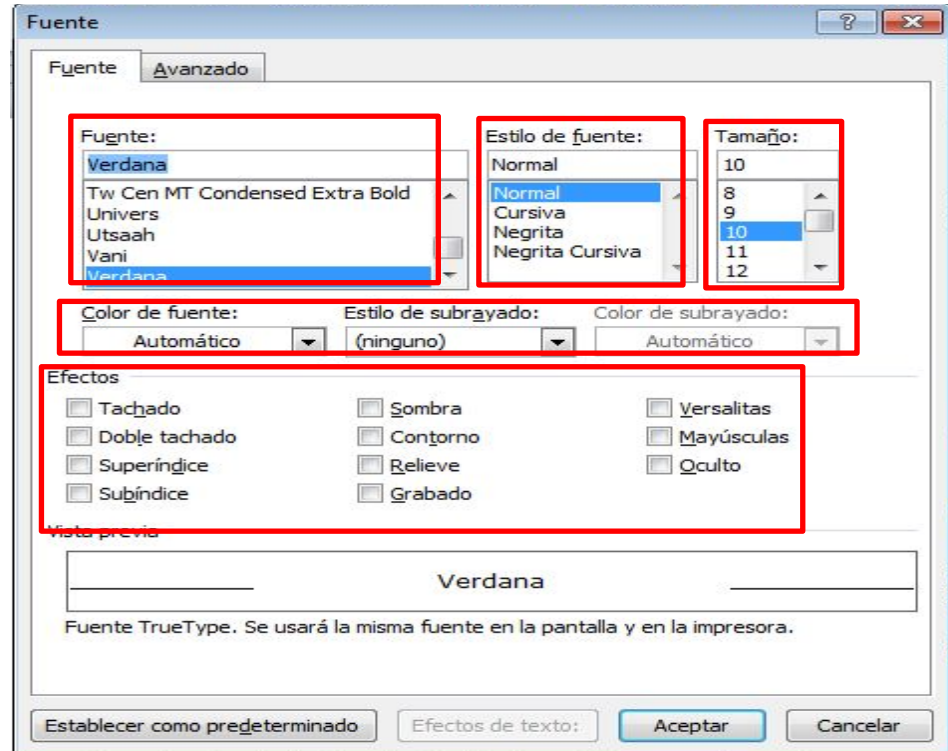 Fuente
Fuente Avanzado
Fuente: Estilo de fuente: Tamaño:
Verdana Normal 10
Tw Cen MT Condensed Extra Bold Normal 8
Univers Cursiva 9
Utsaah Negrita 10
Vani Negrita Cursiva 11
Verdana 12
Color de fuente: Estilo de subrayado: Color de subrayado:
Automático (ninguno) Automático
Efectos
Tachado Sombra Versalitas
Doble tachado Contorno Mayúsculas
Superíndice Relieve Oculto
Subíndice Grabado
Vista previa
Verdana
Fuente TrueType. Se usará la misma fuente en la pantalla y en la impresora.
Establecer como predeterminado Efectos de texto: Aceptar Cancelar